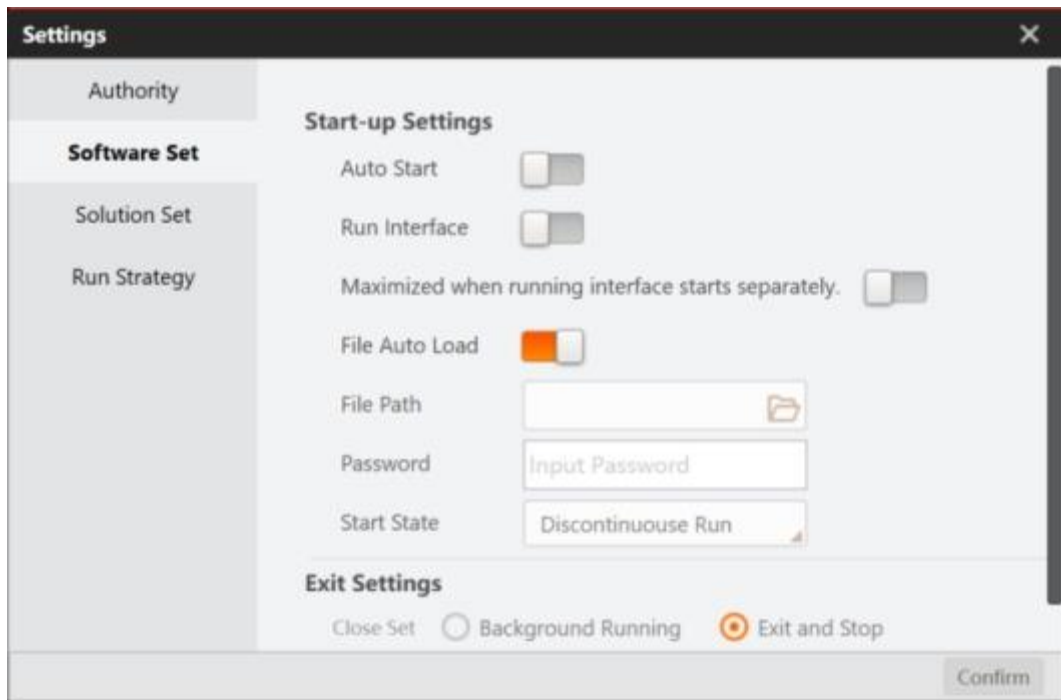 Settings
Authority
Software Set
Solution Set
Run Strategy
Start-up Settings
Auto Start
Run Interface
Maximized when running interface starts separately.
File Auto Load
File Path
Password Input Password
Start State Discontinuouse Run
Exit Settings
Close Set Background Running Exit and Stop
Confirm